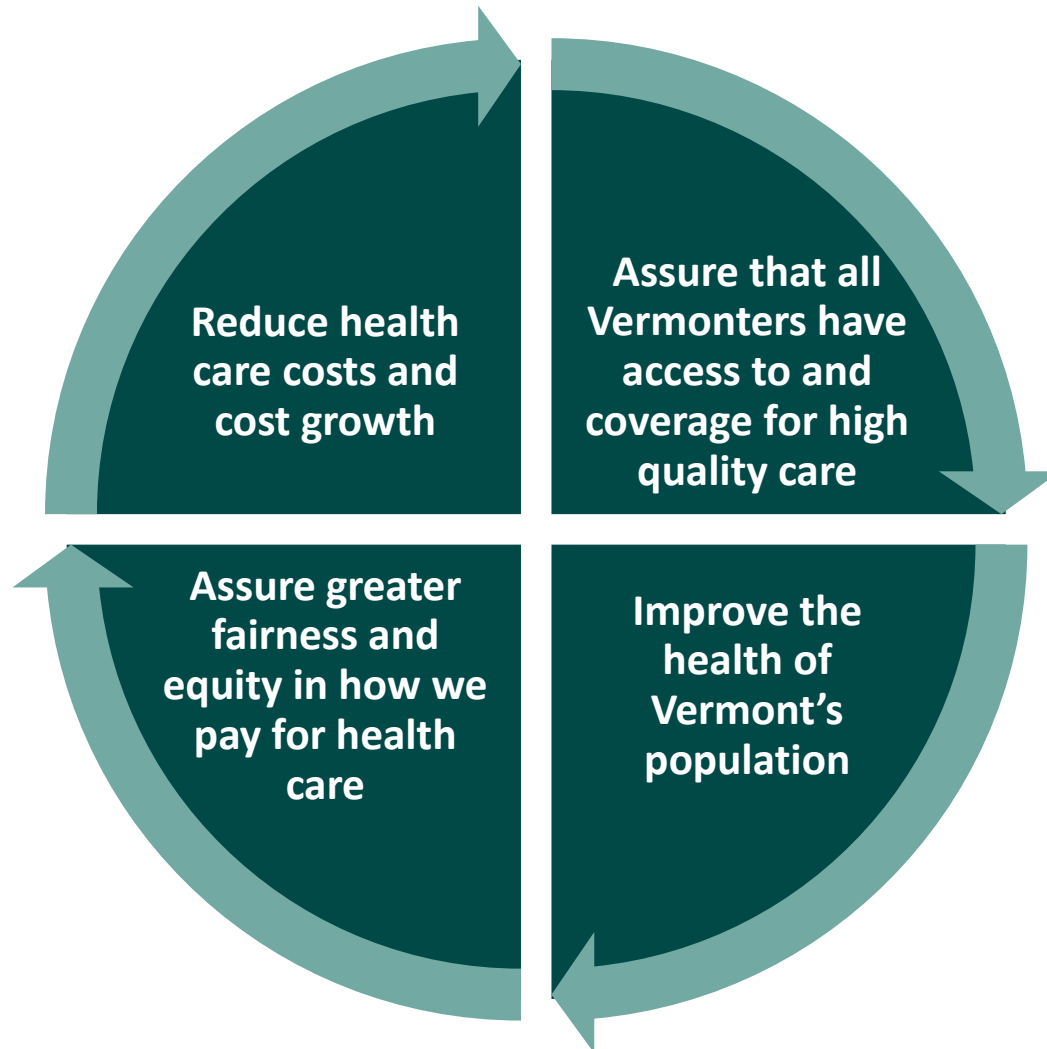 Reduce health
care costs and
cost growth
Assure that all
Vermonters have
access to and
coverage for high
quality care
Assure greater
fairness and
equity in how we
pay for health
care
Improve the
health of
Vermont’s
population